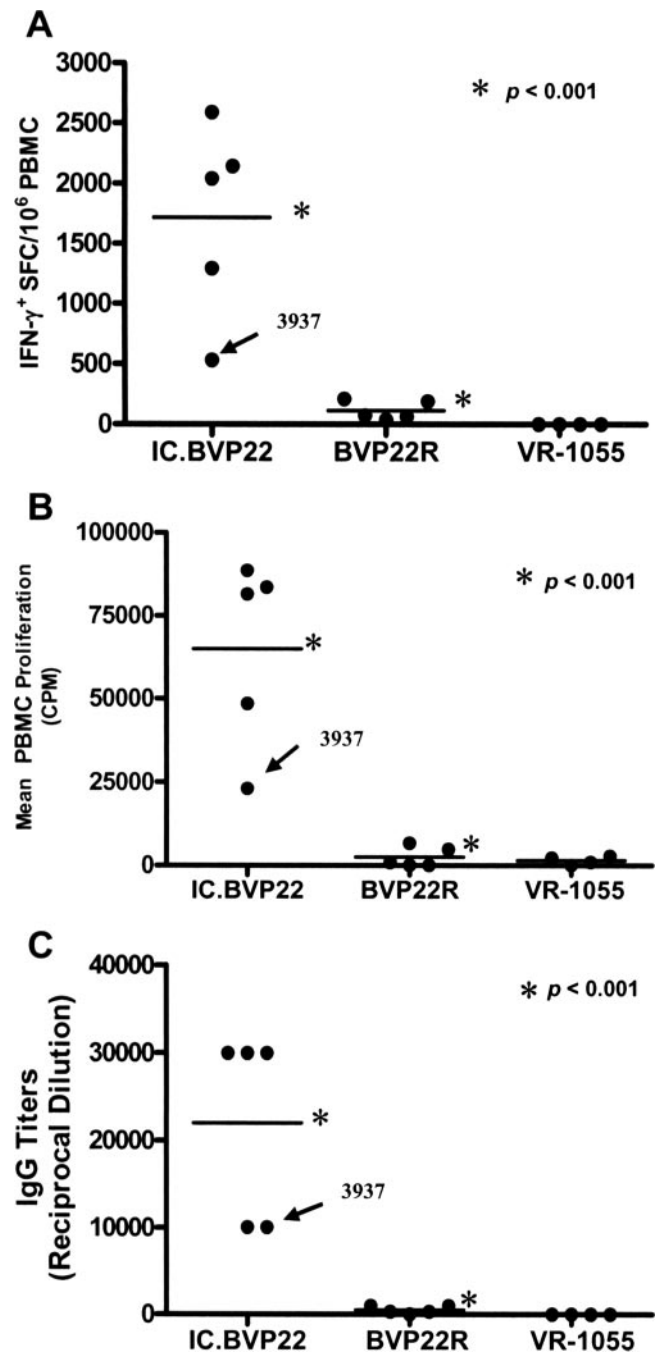 A
3000
2500
2000
1500
1000
500
0
IFN-γ+ SFC/10⁶ PBMC
* p < 0.001
*
3937
*
IC.BVP22 BVP22R VR-1055
B
100000
75000
50000
25000
0
Mean PBMC Proliferation
(CPM)
* p < 0.001
*
3937
*
IC.BVP22 BVP22R VR-1055
C
40000
30000
20000
10000
0
IgG Titers
(Reciprocal Dilution)
* p < 0.001
*
3937
*
IC.BVP22 BVP22R VR-1055